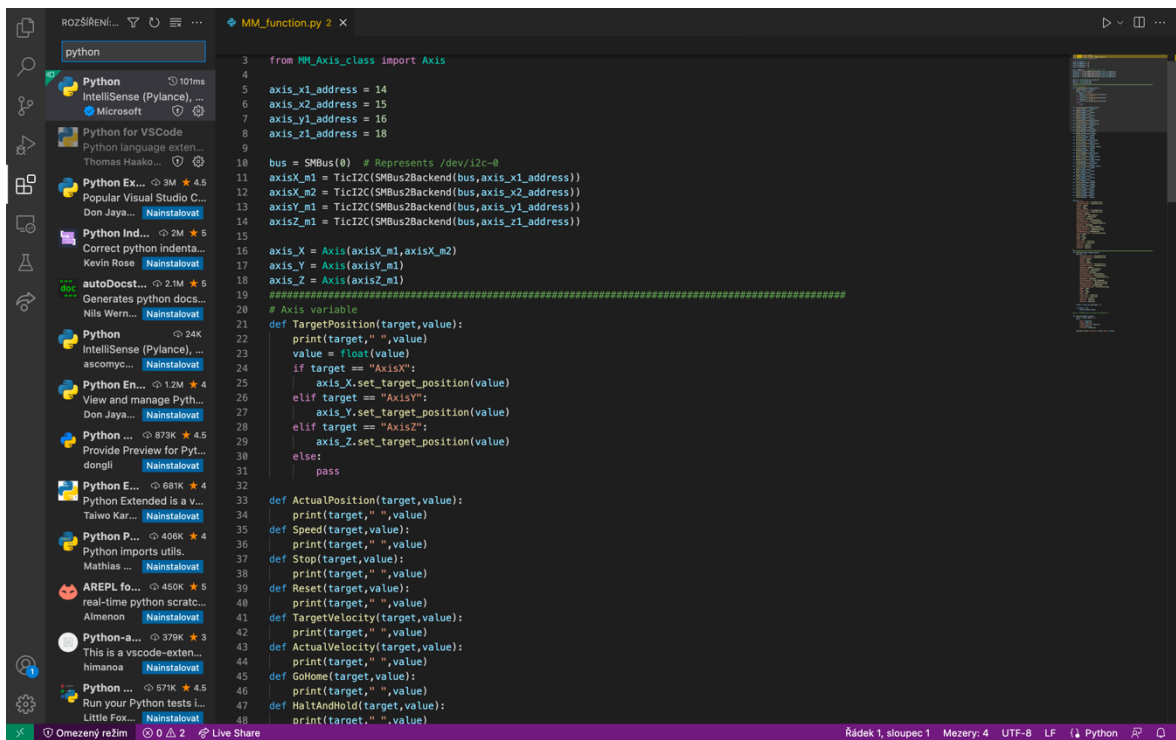 ROZŠÍŘENÍ:... ···
python
Python 101ms
IntelliSense (Pylance), ...
Microsoft
Python for VSCode
Python language exten...
Thomas Haako...
Python Ex... 3M ★ 4.5
Popular Visual Studio C...
Don Jaya... Nainstalovat
Python Ind... 2M ★ 5
Correct python indenta...
Kevin Rose Nainstalovat
autoDocst... 2.1M ★ 5
Generates python docs...
Nils Wern... Nainstalovat
Python 24K
IntelliSense (Pylance), ...
ascomyc... Nainstalovat
Python En... 1.2M ★ 4
View and manage Pyth...
Don Jaya... Nainstalovat
Python ... 873K ★ 4.5
Provide Preview for Pyt...
dongli Nainstalovat
Python E... 681K ★ 4
Python Extended is a v...
Taiwo Kar... Nainstalovat
Python P... 406K ★ 4
Python imports utils.
Mathias ... Nainstalovat
AREPL fo... 450K ★ 5
real-time python scratc...
Almenon Nainstalovat
Python-a... 379K ★ 3
This is a vscode-exten...
himanoa Nainstalovat
Python ... 571K ★ 4.5
Run your Python tests i...
Little Fox... Nainstalovat
MM_function.py 2 ×
3 from MM_Axis_class import Axis
4
5 axis_x1_address = 14
6 axis_x2_address = 15
7 axis_y1_address = 16
8 axis_z1_address = 18
9
10 bus = SMBus(0) # Represents /dev/i2c-0
11 axisX_m1 = TicI2C(SMBus2Backend(bus,axis_x1_address))
12 axisX_m2 = TicI2C(SMBus2Backend(bus,axis_x2_address))
13 axisY_m1 = TicI2C(SMBus2Backend(bus,axis_y1_address))
14 axisZ_m1 = TicI2C(SMBus2Backend(bus,axis_z1_address))
15
16 axis_X = Axis(axisX_m1,axisX_m2)
17 axis_Y = Axis(axisY_m1)
18 axis_Z = Axis(axisZ_m1)
19 ##################################################################################################
20 # Axis variable
21 def TargetPosition(target,value):
22 print(target," ",value)
23 value = float(value)
24 if target == "AxisX":
25 axis_X.set_target_position(value)
26 elif target == "AxisY":
27 axis_Y.set_target_position(value)
28 elif target == "AxisZ":
29 axis_Z.set_target_position(value)
30 else:
31 pass
32
33 def ActualPosition(target,value):
34 print(target," ",value)
35 def Speed(target,value):
36 print(target," ",value)
37 def Stop(target,value):
38 print(target," ",value)
39 def Reset(target,value):
40 print(target," ",value)
41 def TargetVelocity(target,value):
42 print(target," ",value)
43 def ActualVelocity(target,value):
44 print(target," ",value)
45 def GoHome(target,value):
46 print(target," ",value)
47 def HaltAndHold(target,value):
48 print(target," ",value)
1
Omezený režim 0 2 Live Share
Řádek 1, sloupec 1 Mezery: 4 UTF-8 LF Python